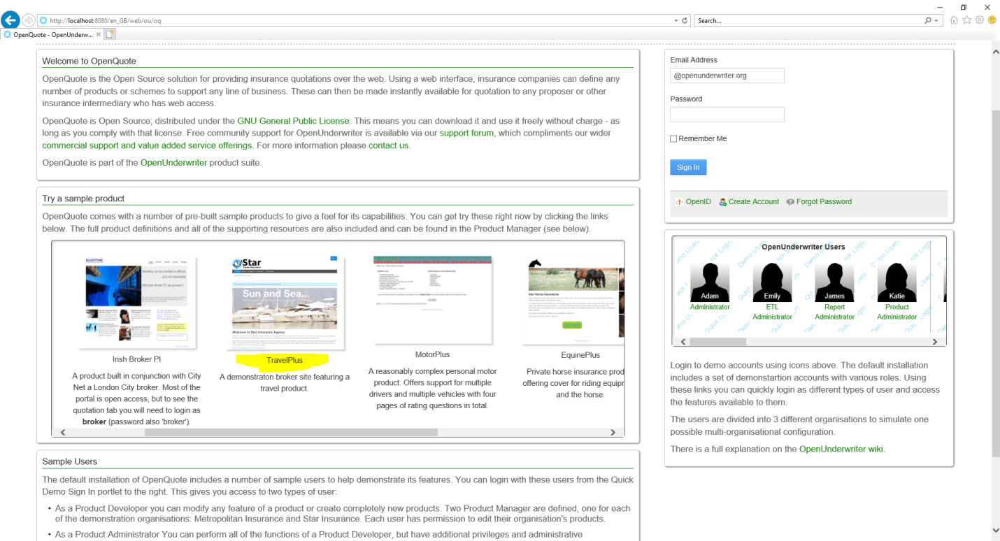 http://localhost:8080/en_GB/web/ou/oq
Search...
OpenQuote - OpenUnderw...
Welcome to OpenQuote
OpenQuote is the Open Source solution for providing insurance quotations over the web. Using a web interface, insurance companies can define any
number of products or schemes to support any line of business. These can then be made instantly available for quotation to any proposer or other
insurance intermediary who has web access.
OpenQuote is Open Source; distributed under the GNU General Public License. This means you can download it and use it freely without charge - as
long as you comply with that license. Free community support for OpenUnderwriter is available via our support forum, which compliments our wider
commercial support and value added service offerings. For more information please contact us.
OpenQuote is part of the OpenUnderwriter product suite.
Try a sample product
OpenQuote comes with a number of pre-built sample products to give a feel for its capabilities. You can get try these right now by clicking the links
below. The full product definitions and all of the supporting resources are also included and can be found in the Product Manager (see below).
BLUESTONE
Standing out as a broker is difficult,
...but not impossible.
With Irish Broker PI, we proved it.
Irish Broker PI
A product built in conjunction with City
Net a London City broker. Most of the
portal is open access, but to see the
quotation tab you will need to login as
broker (password also 'broker').
Star
Travel Insurance
Sun and Sea...
Welcome to Star Insurance Agency
TravelPlus
A demonstraton broker site featuring a
travel product.
MotorPlus
A reasonably complex personal motor
product. Offers support for multiple
drivers and multiple vehicles with four
pages of rating questions in total.
Our Horse Insurance
EquinePlus
Private horse insurance prod
offering cover for riding equipr
and the horse.
Sample Users
The default installation of OpenQuote includes a number of sample users to help demonstrate its features. You can login with these users from the Quick
Demo Sign In portlet to the right. This gives you access to two types of user:
• As a Product Developer you can modify any feature of a product or create completely new products. Two Product Manager are defined, one for each
of the demonstration organisations: Metropolitan Insurance and Star Insurance. Each user has permission to edit their organisation's products.
• As a Product Administrator You can perform all of the functions of a Product Developer, but have additional privileges and administrative
Email Address
@openunderwriter.org
Password
Remember Me
Sign In
OpenID Create Account Forgot Password
OpenUnderwriter Users
Adam Emily James Katie
Administrator ETL Report Product
Administrator Administrator Administrator
Login to demo accounts using icons above. The default installation
includes a set of demonstartion accounts with various roles. Using
these links you can quickly login as different types of user and access
the features available to them.
The users are divided into 3 different organisations to simulate one
possible multi-organisational configuration.
There is a full explanation on the OpenUnderwriter wiki.